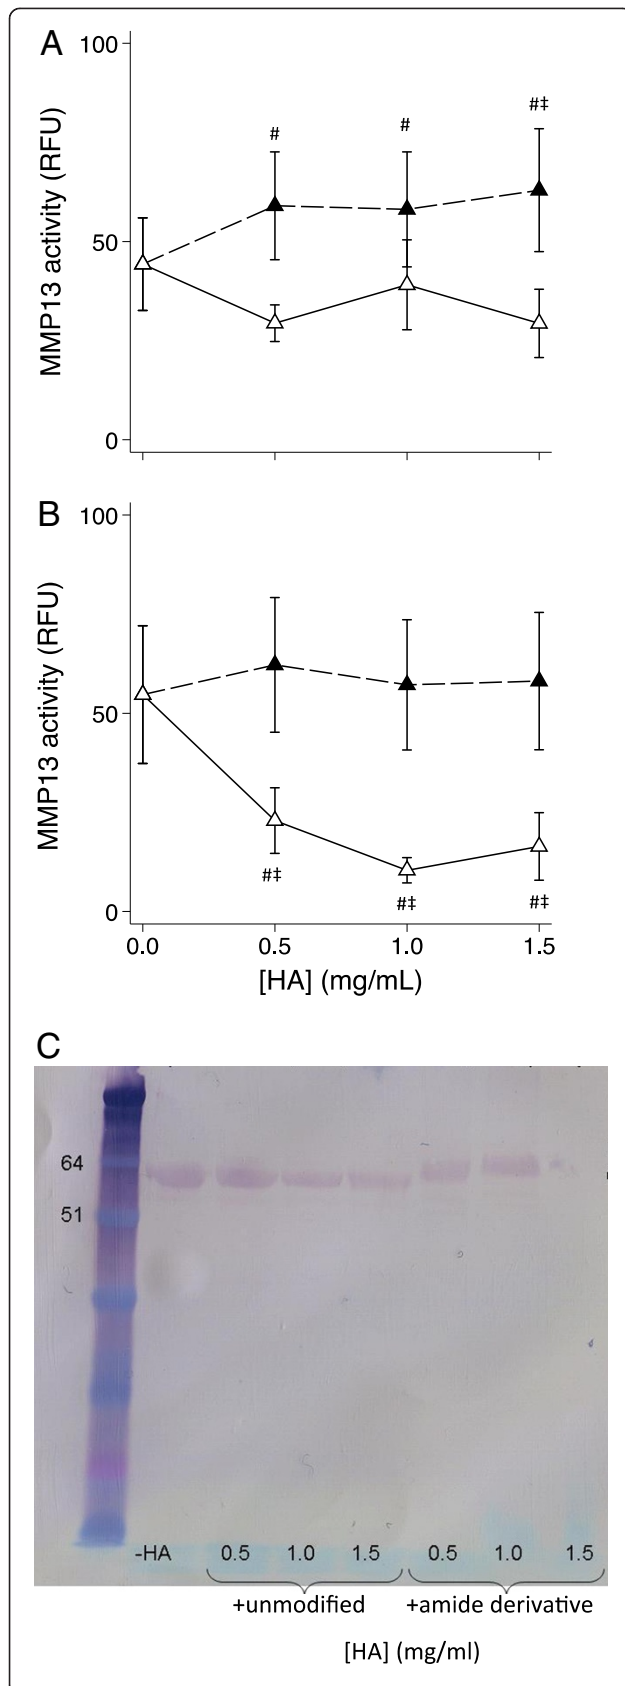 A
100
#
#
#‡
50
0
MMP13 activity (RFU)
B
100
50
0
MMP13 activity (RFU)
#‡
#‡
#‡
0.0 0.5 1.0 1.5
[HA] (mg/mL)
C
64
51
-HA 0.5 1.0 1.5 0.5 1.0 1.5
+unmodified +amide derivative
[HA] (mg/ml)